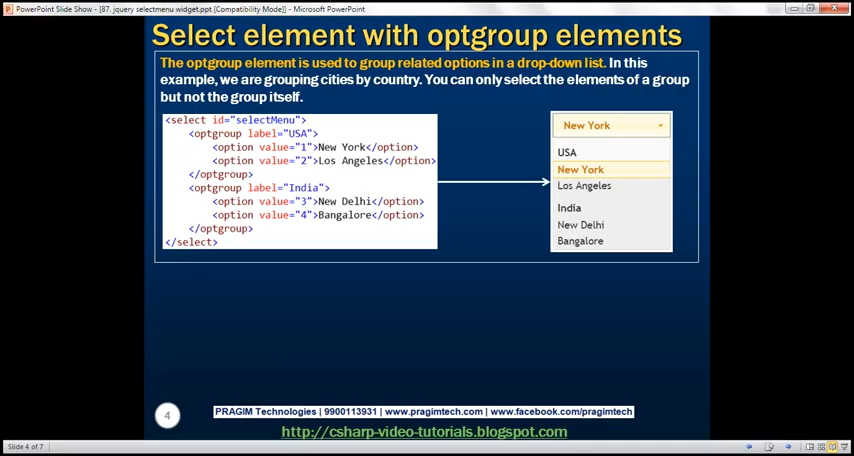 PowerPoint Slide Show - [87. jquery selectmenu widget.ppt [Compatibility Mode]] - Microsoft PowerPoint
Select element with optgroup elements
The optgroup element is used to group related options in a drop-down list. In this
example, we are grouping cities by country. You can only select the elements of a group
but not the group itself.
<select id="selectMenu">
<optgroup label="USA">
<option value="1">New York</option>
<option value="2">Los Angeles</option>
</optgroup>
<optgroup label="India">
<option value="3">New Delhi</option>
<option value="4">Bangalore</option>
</optgroup>
</select>
New York
USA
New York
Los Angeles
India
New Delhi
Bangalore
4
PRAGIM Technologies | 9900113931 | www.pragimtech.com | www.facebook.com/pragimtech
http://csharp-video-tutorials.blogspot.com
Slide 4 of 7